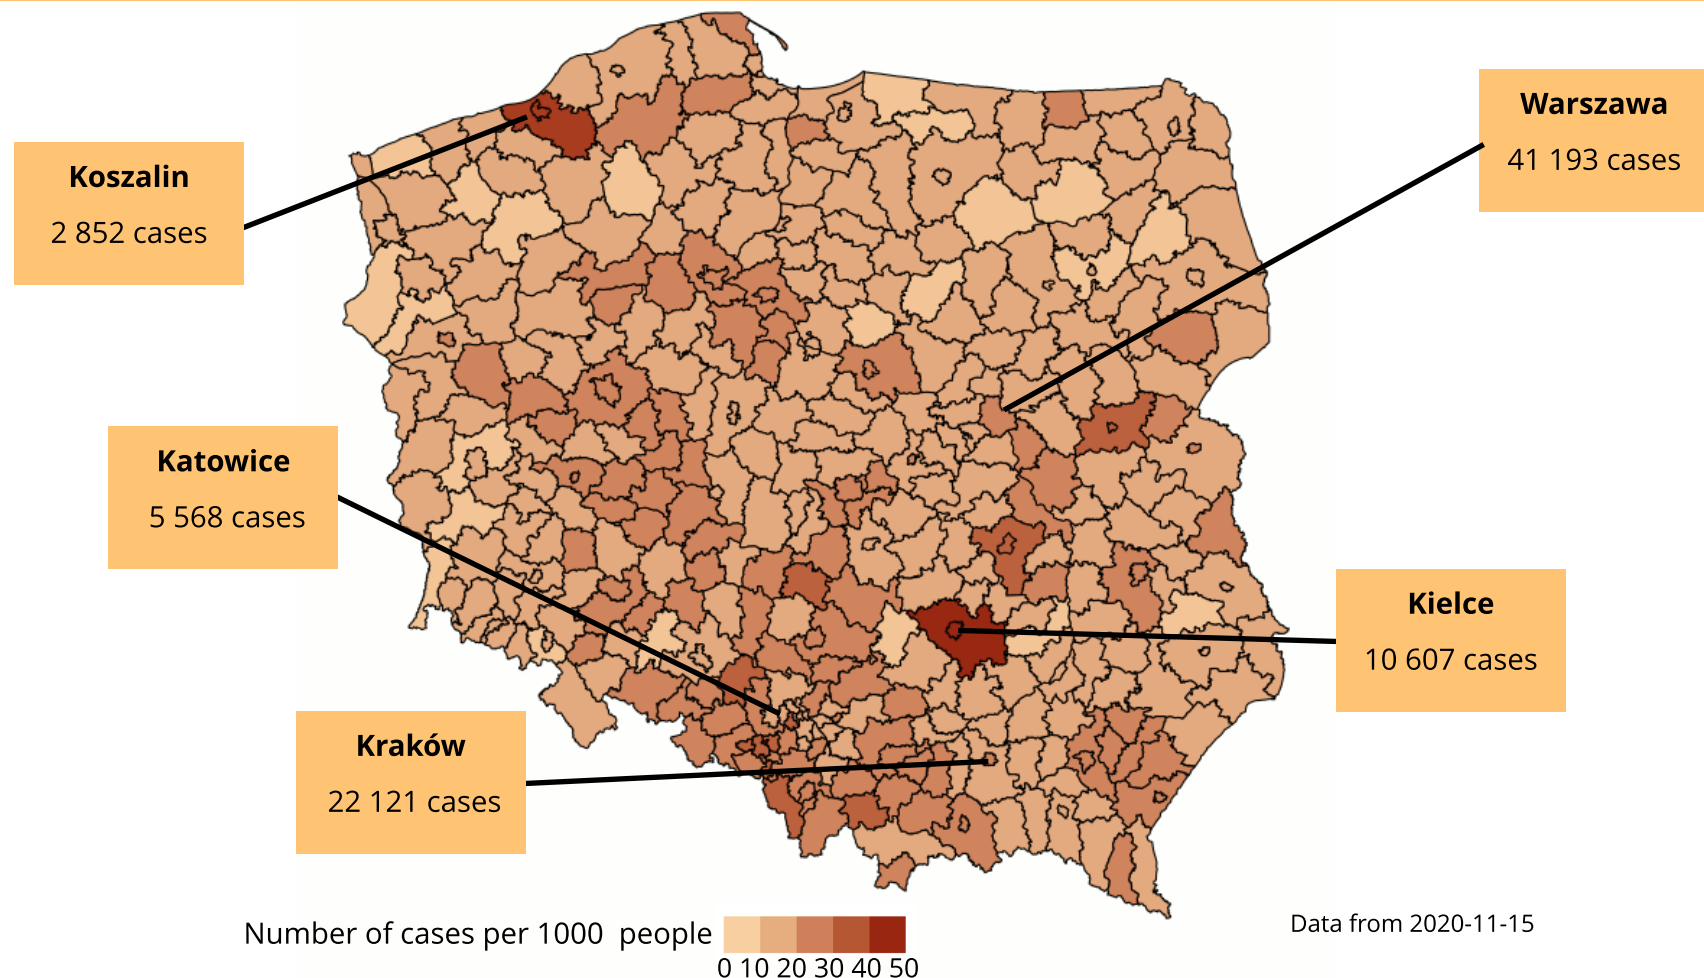 Warszawa
41 193 cases
Koszalin
2 852 cases
Katowice
5 568 cases
Kielce
10 607 cases
Kraków
22 121 cases
Number of cases per 1000 people
0 10 20 30 40 50
Data from 2020-11-15